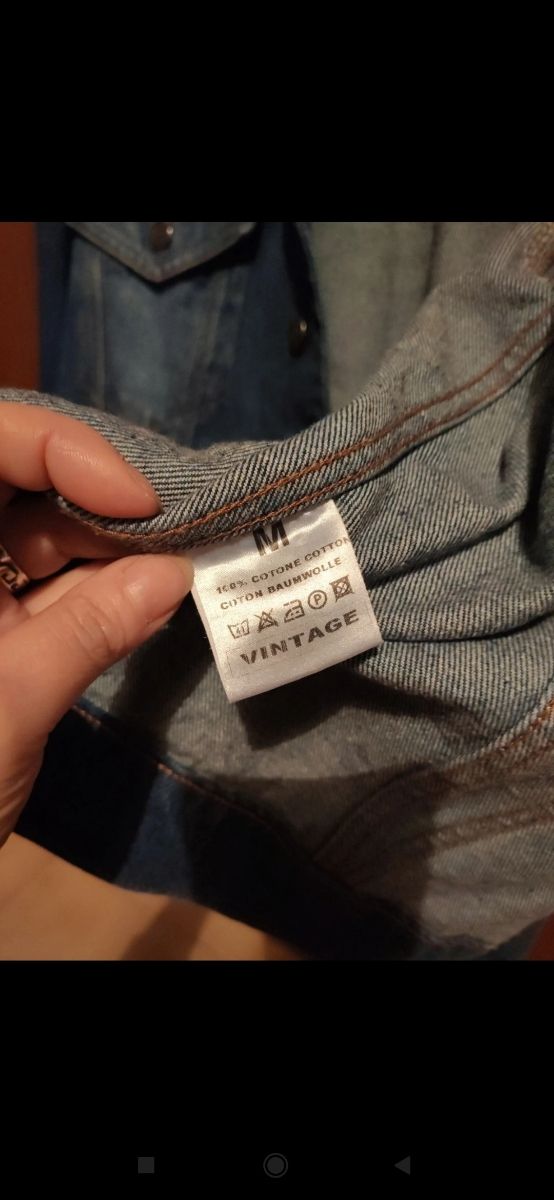 M
100% COTONE COTTON
COTON BAUMWOLLE
P
VINTAGE